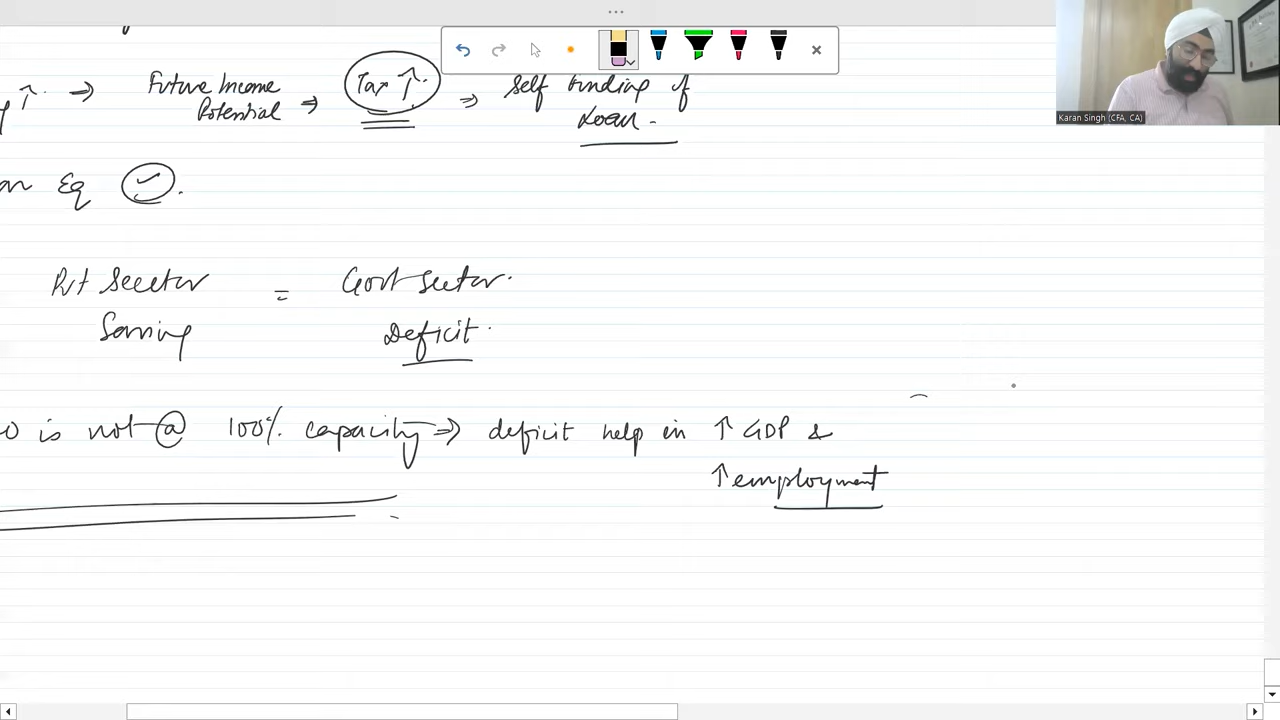 ↑. → Future Income Potential ⇒ Tax ↑. ⇒ Self funding of Loan.
Eq ✓.
Pvt Sector Saving = Govt Sector Deficit.
is not @ 100% capacity ⇒ deficit help in ↑ GDP &
↑ employment
Karan Singh (CFA, CA)